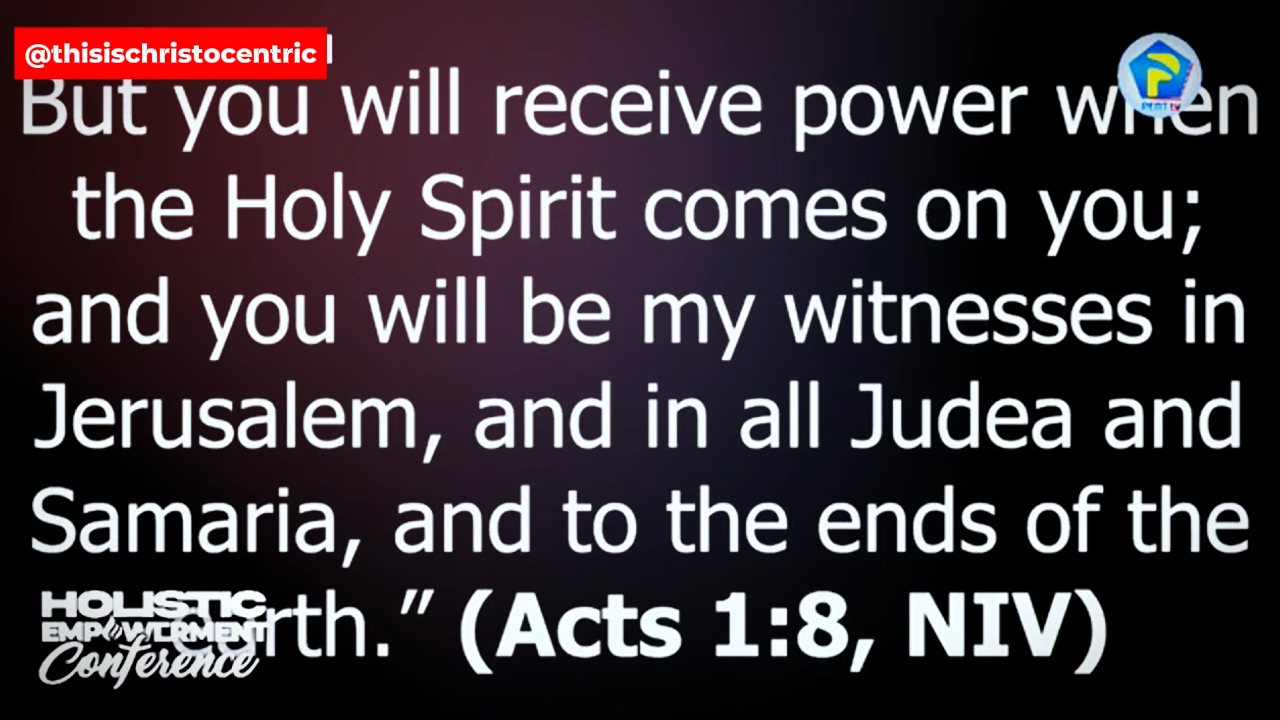 @thisischristocentric
But you will receive power when
the Holy Spirit comes on you;
and you will be my witnesses in
Jerusalem, and in all Judea and
Samaria, and to the ends of the
earth.” (Acts 1:8, NIV)
HOLISTIC
EMPOWERMENT
Conference
PENT TV